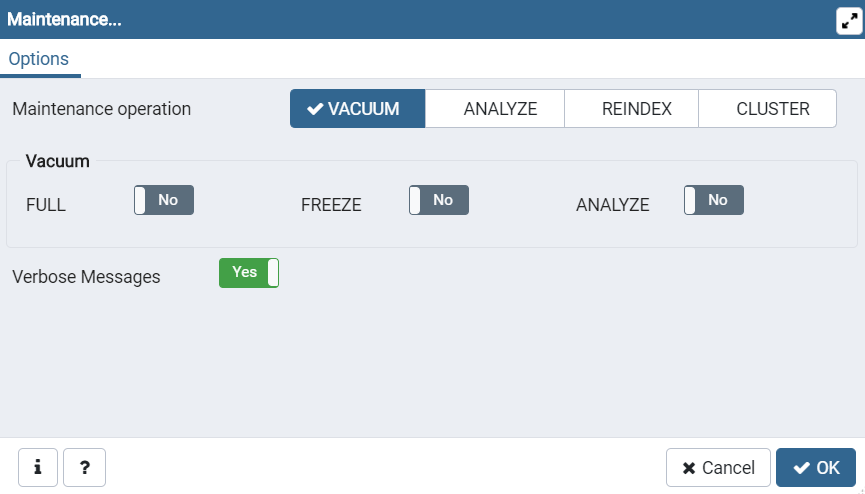 Maintenance...
Options
Maintenance operation VACUUM ANALYZE REINDEX CLUSTER
Vacuum
FULL No FREEZE No ANALYZE No
Verbose Messages Yes
i ? Cancel OK